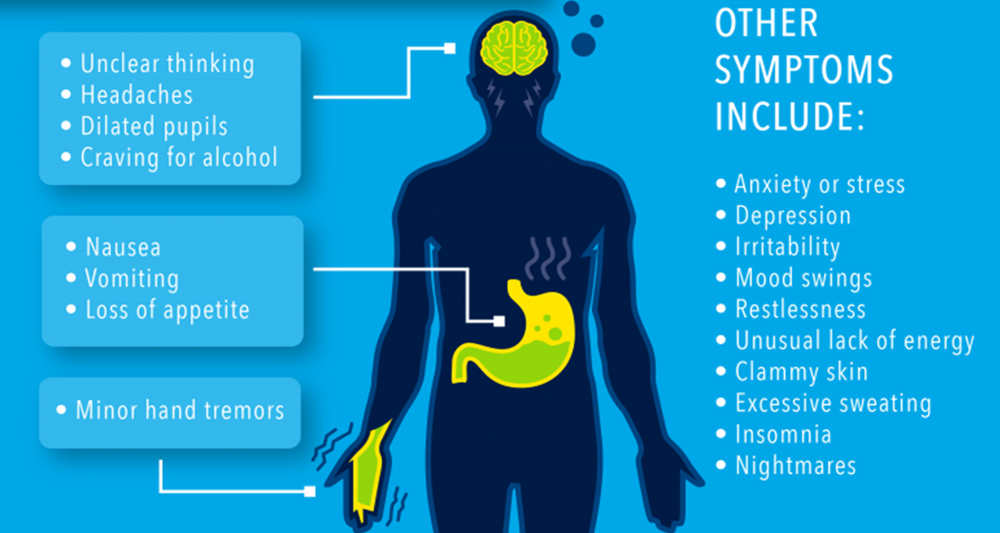 • Unclear thinking
• Headaches
• Dilated pupils
• Craving for alcohol
• Nausea
• Vomiting
• Loss of appetite
• Minor hand tremors
OTHER
SYMPTOMS
INCLUDE:
• Anxiety or stress
• Depression
• Irritability
• Mood swings
• Restlessness
• Unusual lack of energy
• Clammy skin
• Excessive sweating
• Insomnia
• Nightmares